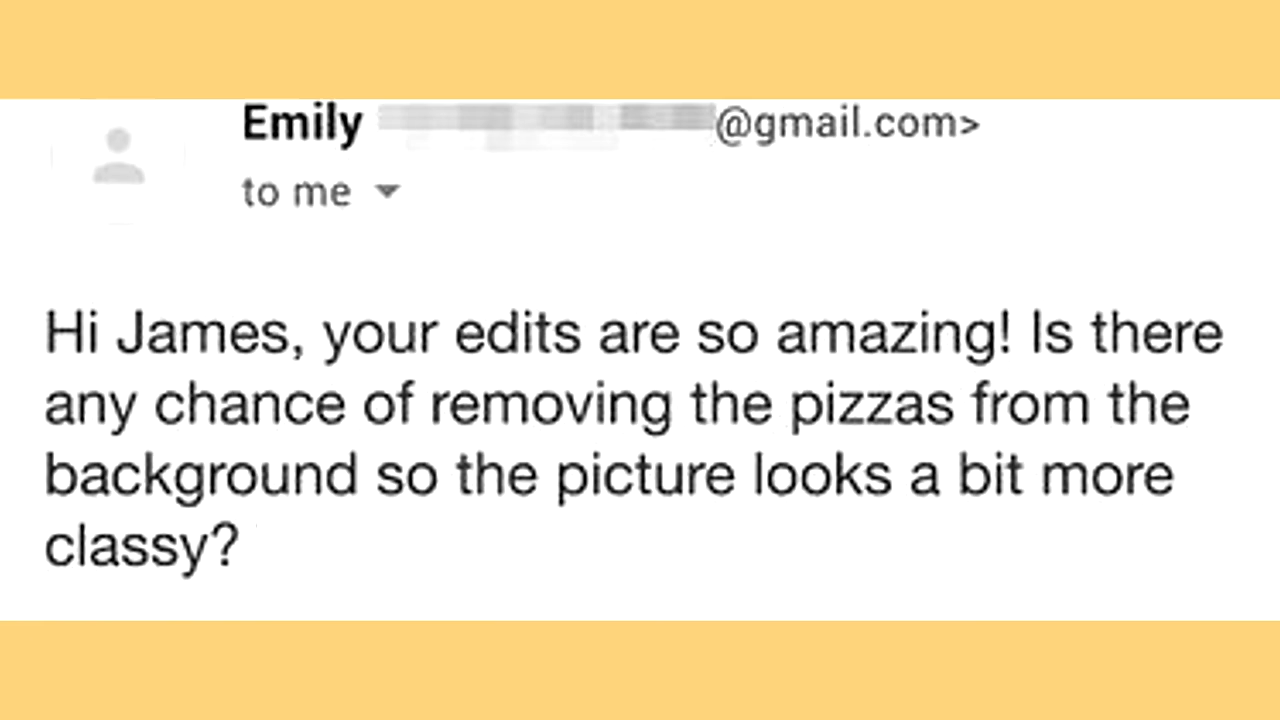 Emily @gmail.com>
to me
Hi James, your edits are so amazing! Is there
any chance of removing the pizzas from the
background so the picture looks a bit more
classy?